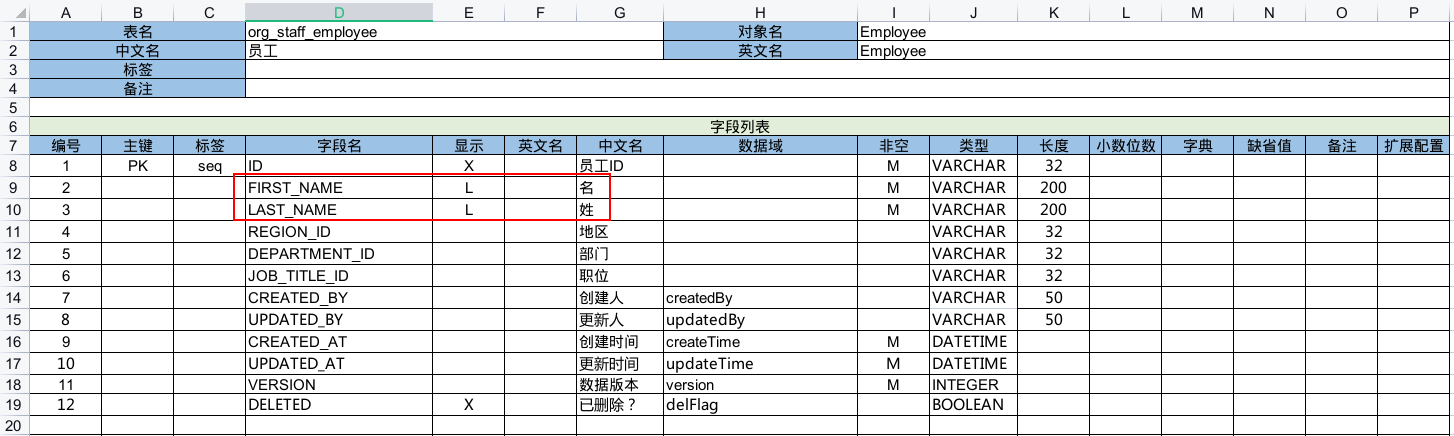 A B C D E F G H I J K L M N O P
1 表名 org_staff_employee 对象名 Employee
2 中文名 员工 英文名 Employee
3 标签
4 备注
5
6 字段列表
7 编号 主键 标签 字段名 显示 英文名 中文名 数据域 非空 类型 长度 小数位数 字典 缺省值 备注 扩展配置
8 1 PK seq ID X 员工ID M VARCHAR 32
9 2 FIRST_NAME L 名 M VARCHAR 200
10 3 LAST_NAME L 姓 M VARCHAR 200
11 4 REGION_ID 地区 VARCHAR 32
12 5 DEPARTMENT_ID 部门 VARCHAR 32
13 6 JOB_TITLE_ID 职位 VARCHAR 32
14 7 CREATED_BY 创建人 createdBy VARCHAR 50
15 8 UPDATED_BY 更新人 updatedBy VARCHAR 50
16 9 CREATED_AT 创建时间 createTime M DATETIME
17 10 UPDATED_AT 更新时间 updateTime M DATETIME
18 11 VERSION 数据版本 version M INTEGER
19 12 DELETED X 已删除？ delFlag BOOLEAN
20